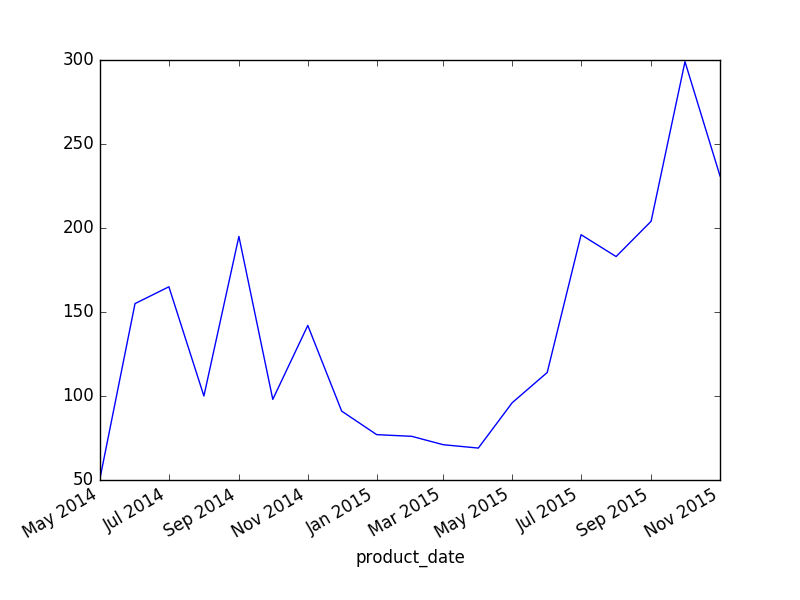 300
250
200
150
100
50
May 2014
Jul 2014
Sep 2014
Nov 2014
Jan 2015
Mar 2015
May 2015
Jul 2015
Sep 2015
Nov 2015
product_date